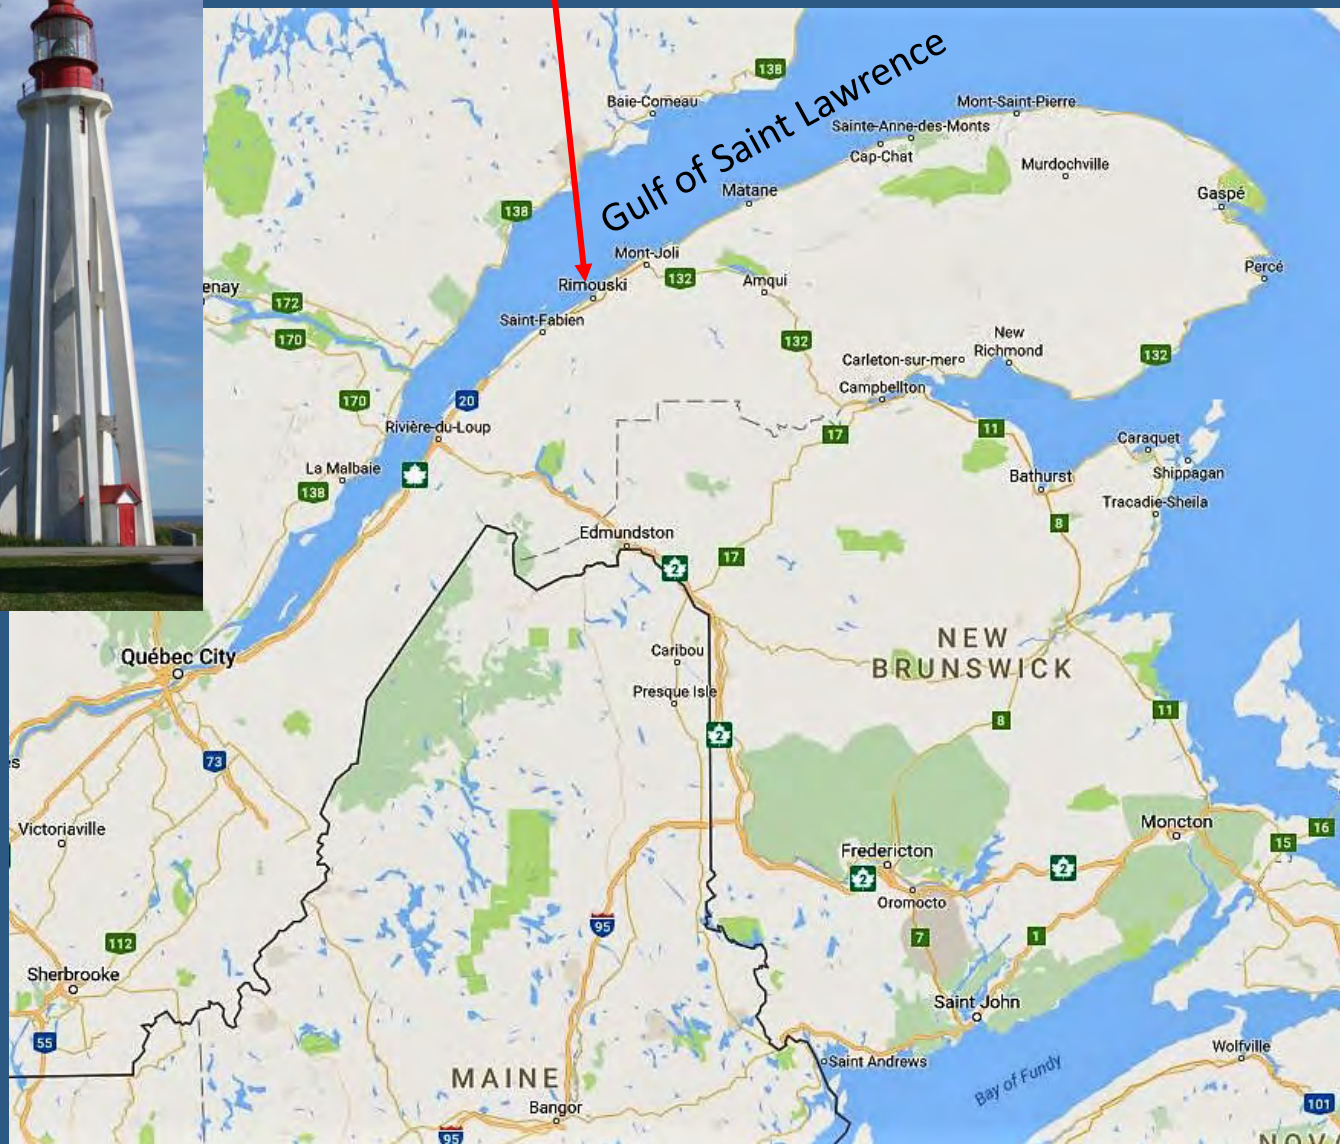 138
Baie-Comeau
Gulf of Saint Lawrence
Mont-Saint-Pierre
Sainte-Anne-des-Monts
Cap-Chat
Murdochville
Matane
Gaspé
138
Mont-Joli
132
Rimouski
Amqui
Percé
enay
172
Saint-Fabien
170
132
New
Richmond
Carleton-sur-mer
132
Campbellton
170
20
Rivière-du-Loup
17
11
Caraquet
La Malbaie
138
Bathurst
Shippagan
Tracadie-Sheila
8
Edmundston
2
17
Québec City
Caribou
NEW
BRUNSWICK
Presque Isle
2
8
11
73
s
Victoriaville
Moncton
16
15
Fredericton
2
2
Oromocto
95
7
1
112
Sherbrooke
Saint John
55
Saint Andrews
Wolfville
Bay of Fundy
MAINE
Bangor
101
95
NOV